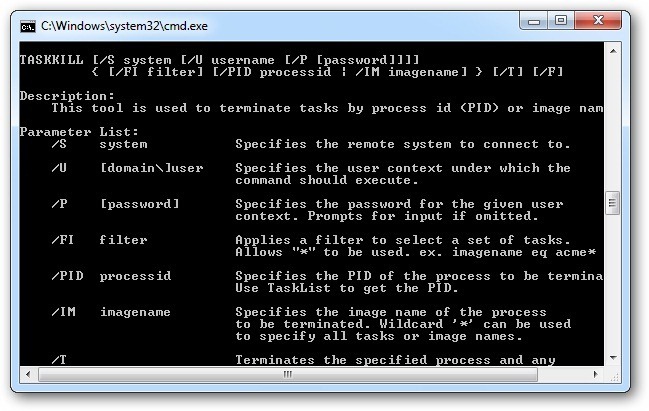 C:\Windows\system32\cmd.exe
TASKKILL [/S system [/U username [/P [password]]]]
{ [/FI filter] [/PID processid | /IM imagename] } [/T] [/F]
Description:
This tool is used to terminate tasks by process id (PID) or image nam
Parameter List:
/S system Specifies the remote system to connect to.
/U [domain\]user Specifies the user context under which the
command should execute.
/P [password] Specifies the password for the given user
context. Prompts for input if omitted.
/FI filter Applies a filter to select a set of tasks.
Allows "*" to be used. ex. imagename eq acme*
/PID processid Specifies the PID of the process to be termina
Use TaskList to get the PID.
/IM imagename Specifies the image name of the process
to be terminated. Wildcard '*' can be used
to specify all tasks or image names.
/T Terminates the specified process and any